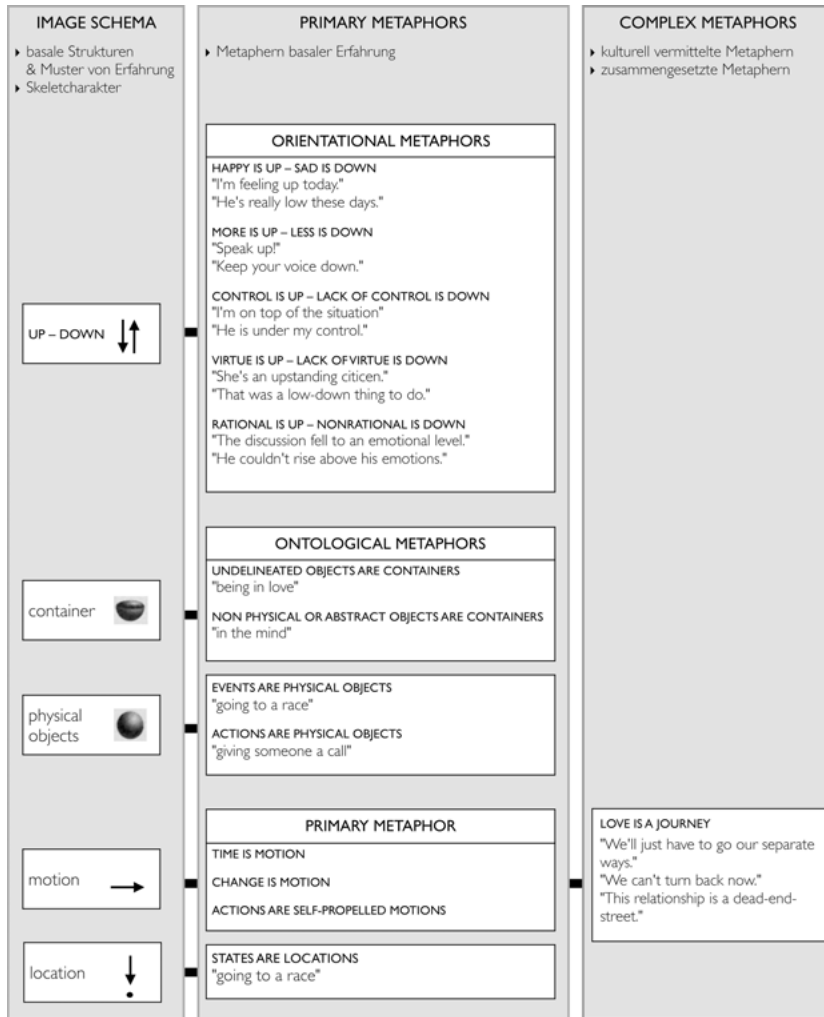 IMAGE SCHEMA
basale Strukturen
& Muster von Erfahrung
Skeletcharakter
UP – DOWN
container
physical
objects
motion
location
PRIMARY METAPHORS
Metaphern basaler Erfahrung
ORIENTATIONAL METAPHORS
HAPPY IS UP – SAD IS DOWN
"I'm feeling up today."
"He's really low these days."
MORE IS UP – LESS IS DOWN
"Speak up!"
"Keep your voice down."
CONTROL IS UP – LACK OF CONTROL IS DOWN
"I'm on top of the situation"
"He is under my control."
VIRTUE IS UP – LACK OF VIRTUE IS DOWN
"She's an upstanding citicen."
"That was a low-down thing to do."
RATIONAL IS UP – NONRATIONAL IS DOWN
"The discussion fell to an emotional level."
"He couldn't rise above his emotions."
ONTOLOGICAL METAPHORS
UNDELINEATED OBJECTS ARE CONTAINERS
"being in love"
NON PHYSICAL OR ABSTRACT OBJECTS ARE CONTAINERS
"in the mind"
EVENTS ARE PHYSICAL OBJECTS
"going to a race"
ACTIONS ARE PHYSICAL OBJECTS
"giving someone a call"
PRIMARY METAPHOR
TIME IS MOTION
CHANGE IS MOTION
ACTIONS ARE SELF-PROPELLED MOTIONS
STATES ARE LOCATIONS
"going to a race"
COMPLEX METAPHORS
kulturell vermittelte Metaphern
zusammengesetzte Metaphern
LOVE IS A JOURNEY
"We'll just have to go our separate
ways."
"We can't turn back now."
"This relationship is a dead-end-
street."